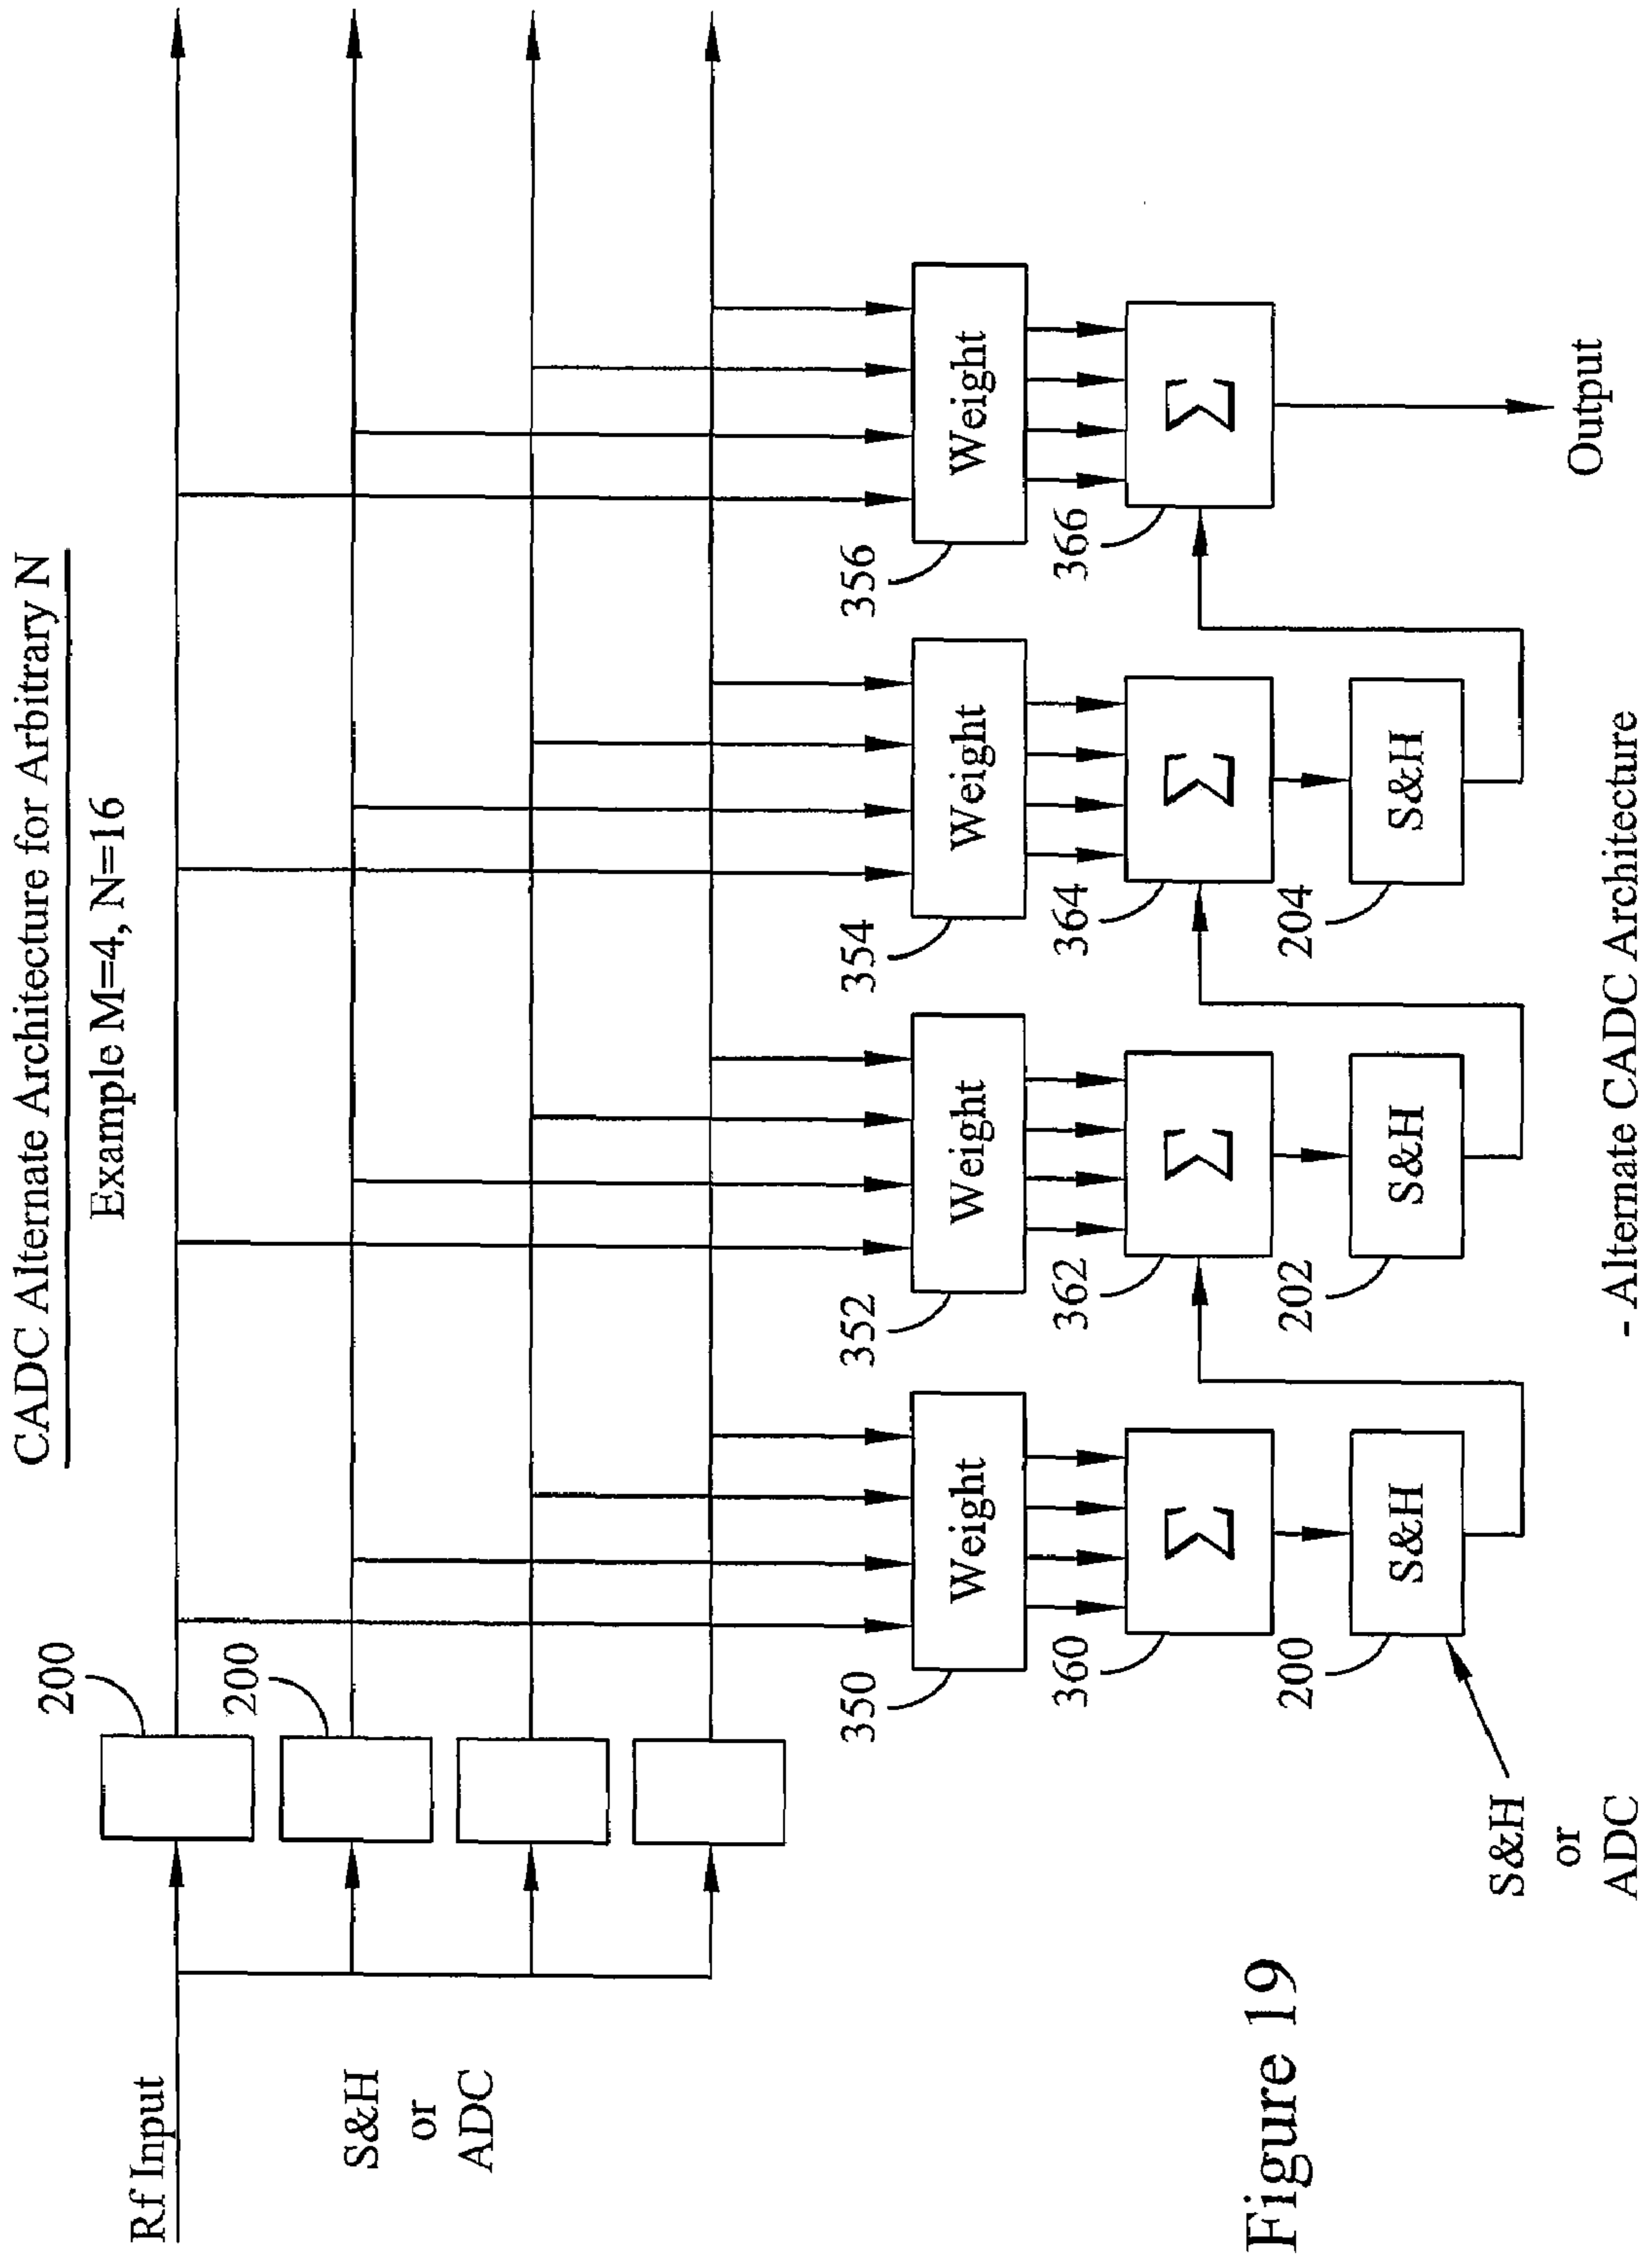 CADC Alternate Architecture for Arbitrary N
Example M=4, N=16
Rf Input
S&H
or
ADC
200
200
350
352
354
356
Weight
Weight
Weight
Weight
360
362
364
366
Σ
Σ
Σ
Σ
200
202
204
S&H
S&H
S&H
Output
S&H
or
ADC
Figure 19
- Alternate CADC Architecture